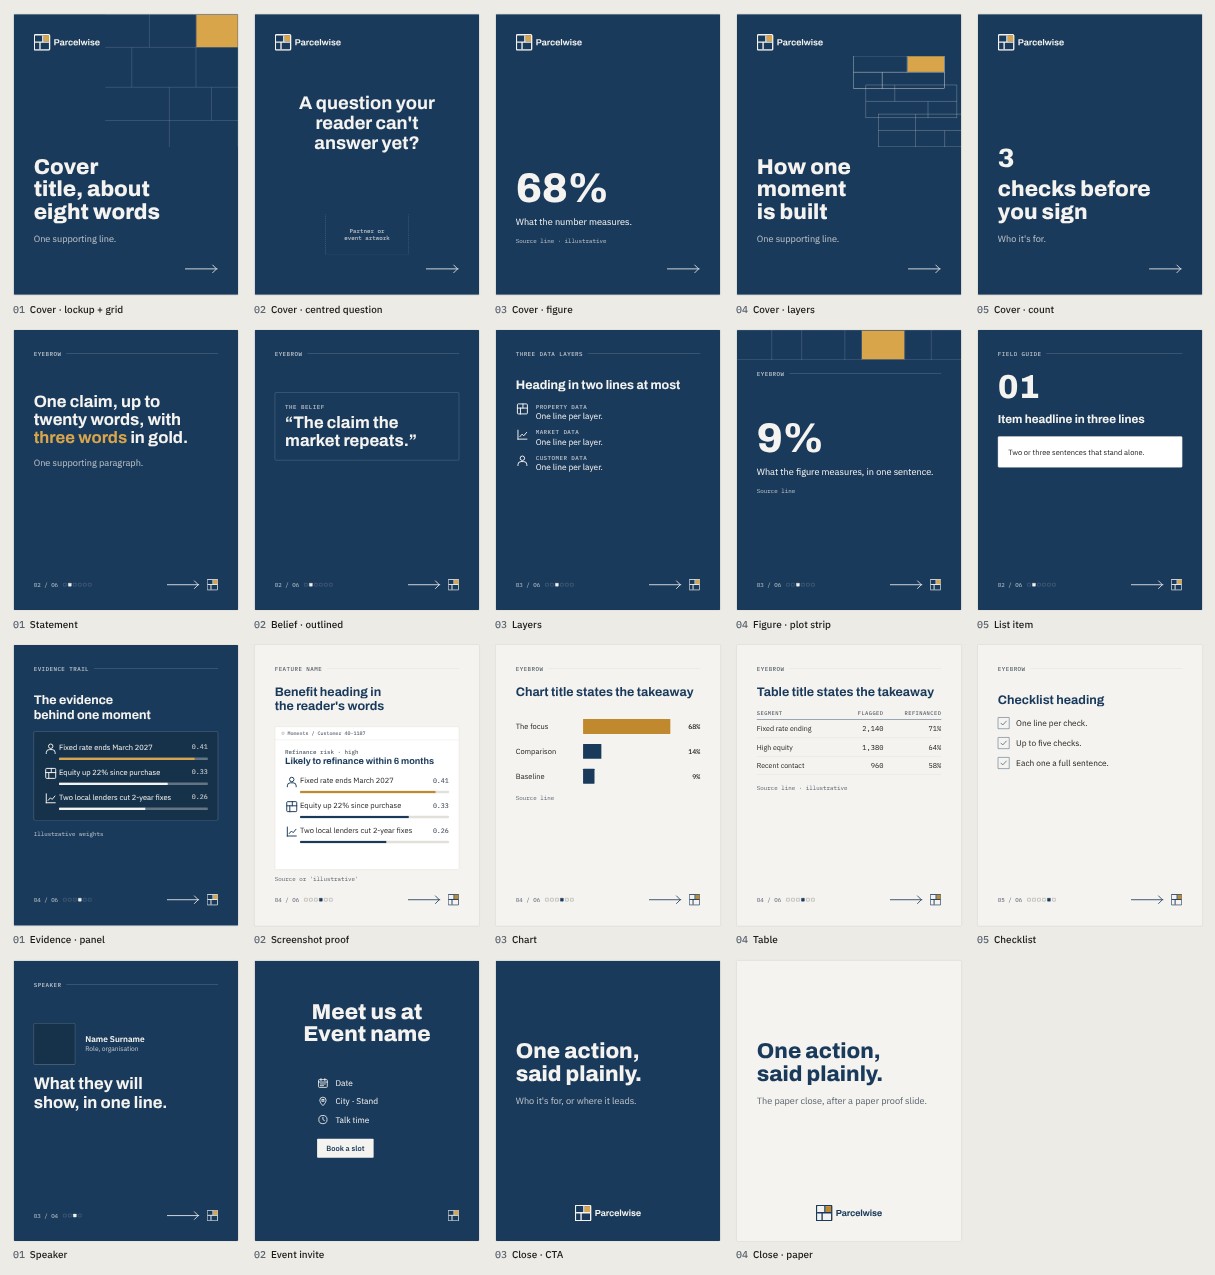 Parcelwise
Cover
title, about
eight words
One supporting line.
01 Cover · lockup + grid
Parcelwise
A question your
reader can't
answer yet?
Partner or
event artwork
02 Cover · centred question
Parcelwise
68%
What the number measures.
Source line · illustrative
03 Cover · figure
Parcelwise
How one
moment
is built
One supporting line.
04 Cover · layers
Parcelwise
3
checks before
you sign
Who it's for.
05 Cover · count
EYEBROW
One claim, up to
twenty words, with
three words in gold.
One supporting paragraph.
02 / 06
01 Statement
EYEBROW
THE BELIEF
“The claim the
market repeats.”
02 / 06
02 Belief · outlined
THREE DATA LAYERS
Heading in two lines at most
PROPERTY DATA
One line per layer.
MARKET DATA
One line per layer.
CUSTOMER DATA
One line per layer.
03 / 06
03 Layers
EYEBROW
9%
What the figure measures, in one sentence.
Source line
03 / 06
04 Figure · plot strip
FIELD GUIDE
01
Item headline in three lines
Two or three sentences that stand alone.
02 / 06
05 List item
EVIDENCE TRAIL
The evidence
behind one moment
Fixed rate ends March 2027 0.41
Equity up 22% since purchase 0.33
Two local lenders cut 2-year fixes 0.26
Illustrative weights
04 / 06
01 Evidence · panel
FEATURE NAME
Benefit heading in
the reader's words
Moments / Customer 40-1187
Refinance risk · high
Likely to refinance within 6 months
Fixed rate ends March 2027 0.41
Equity up 22% since purchase 0.33
Two local lenders cut 2-year fixes 0.26
Source or 'illustrative'
04 / 06
02 Screenshot proof
EYEBROW
Chart title states the takeaway
The focus 68%
Comparison 14%
Baseline 9%
Source line
04 / 06
03 Chart
EYEBROW
Table title states the takeaway
SEGMENT FLAGGED REFINANCED
Fixed rate ending 2,140 71%
High equity 1,380 64%
Recent contact 960 58%
Source line · illustrative
04 / 06
04 Table
EYEBROW
Checklist heading
One line per check.
Up to five checks.
Each one a full sentence.
05 / 06
05 Checklist
SPEAKER
Name Surname
Role, organisation
What they will
show, in one line.
03 / 04
01 Speaker
Meet us at
Event name
Date
City · Stand
Talk time
Book a slot
02 Event invite
One action,
said plainly.
Who it's for, or where it leads.
Parcelwise
03 Close · CTA
One action,
said plainly.
The paper close, after a paper proof slide.
Parcelwise
04 Close · paper